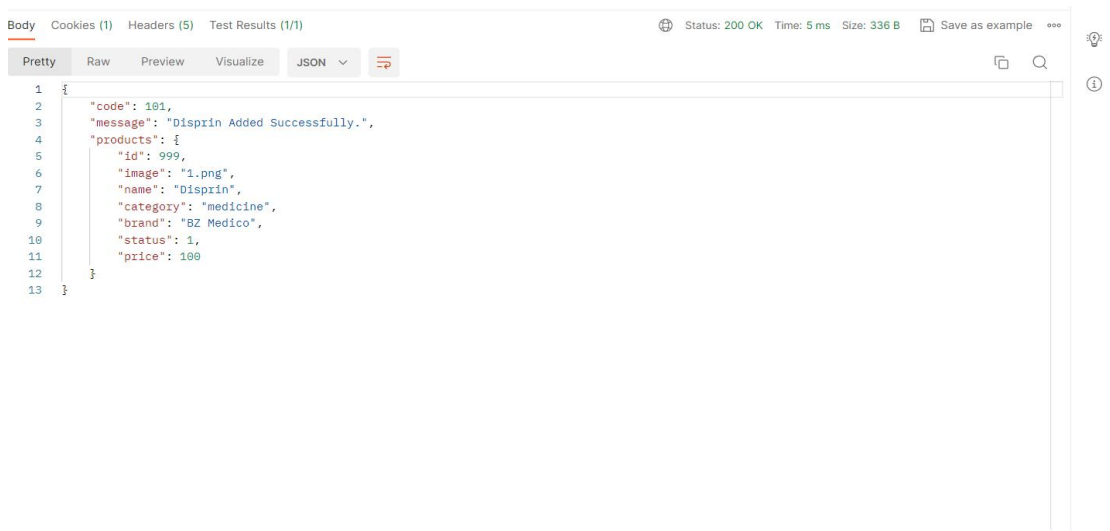 Body Cookies (1) Headers (5) Test Results (1/1) Status: 200 OK Time: 5 ms Size: 336 B Save as example
Pretty Raw Preview Visualize JSON
1 {
2 "code": 101,
3 "message": "Disprin Added Successfully.",
4 "products": {
5 "id": 999,
6 "image": "1.png",
7 "name": "Disprin",
8 "category": "medicine",
9 "brand": "BZ Medico",
10 "status": 1,
11 "price": 100
12 }
13 }